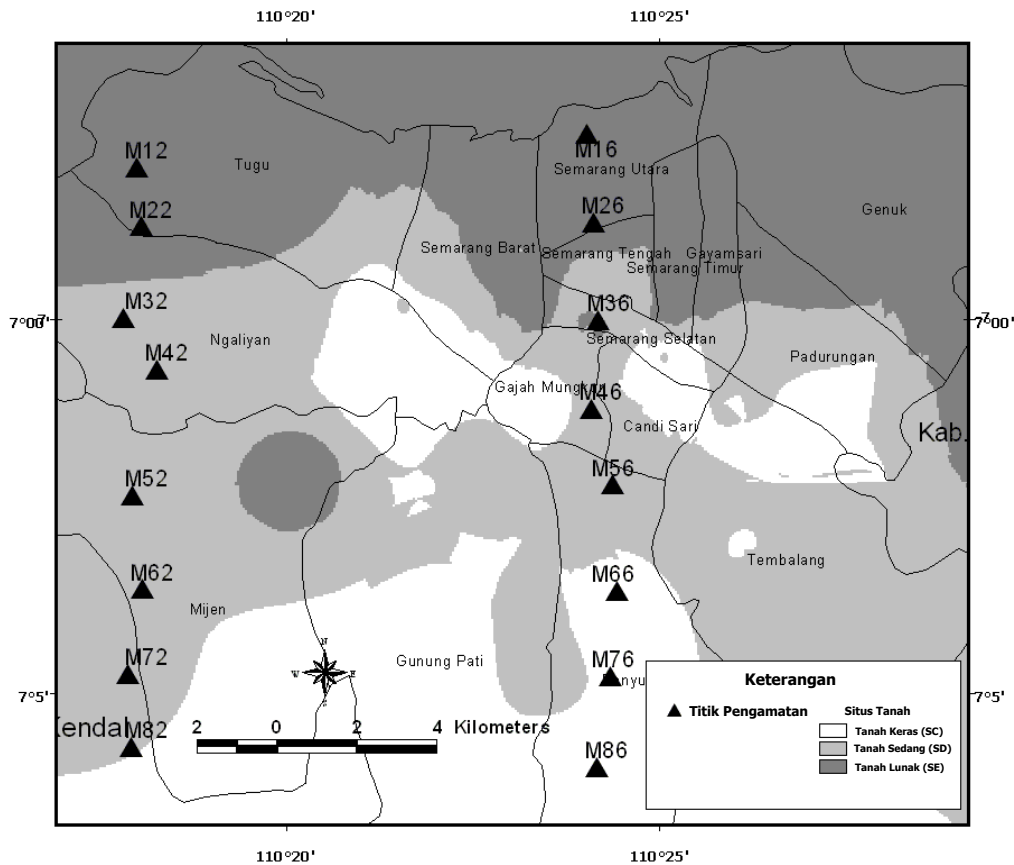 110°20' 110°25'
M12
Tugu
M16
Semarang Utara
M22
M26
Genuk
Semarang Barat
Semarang Tengah
Gayamsari
Semarang Timur
M32
M36
7°00'
7°00'
Ngaliyan
Semarang Selatan
M42
Padurungan
Gajah Mungkur
M46
Candi Sari
Kab.
M52
M56
Tembalang
M62
M66
Mijen
M72
Gunung Pati
M76
7°5'
7°5'
Kendal
M82
M86
N
W E
S
2 0 2 4 Kilometers
Keterangan
Titik Pengamatan
Situs Tanah
Tanah Keras (SC)
Tanah Sedang (SD)
Tanah Lunak (SE)
110°20' 110°25'